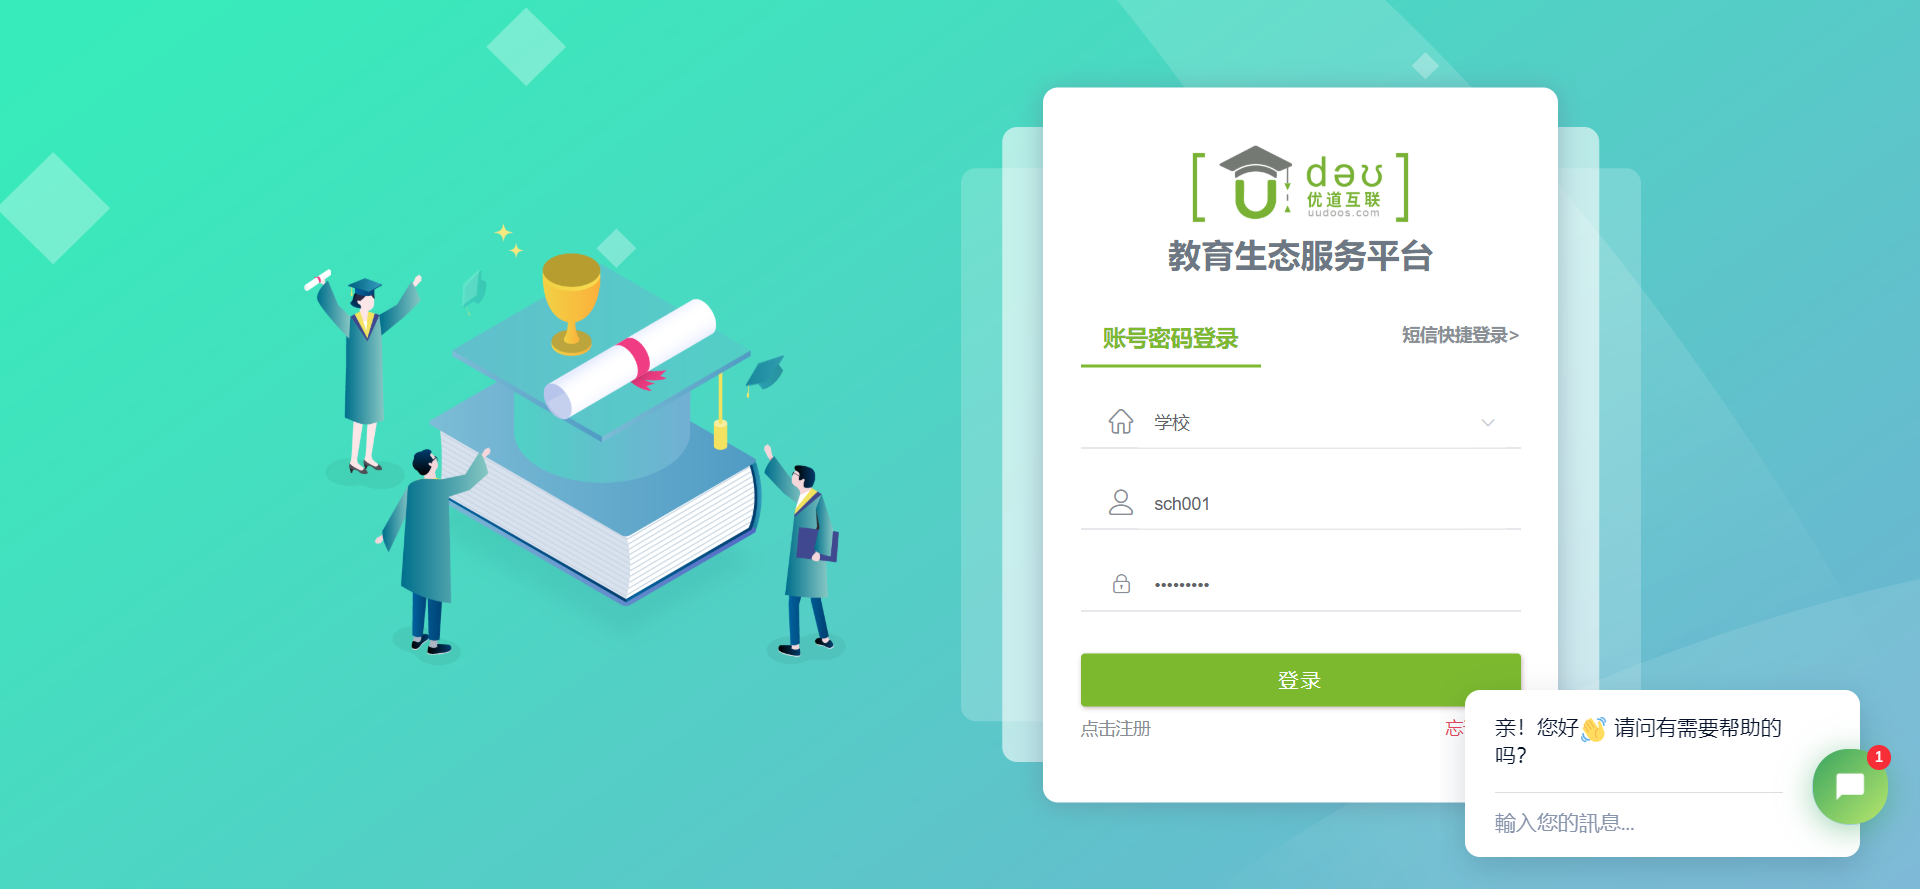 dəʊ
优道互联
uudoos.com
教育生态服务平台
账号密码登录
短信快捷登录>
学校
sch001
•••••••••
登录
点击注册
亲！您好👋 请问有需要帮助的
吗？
1
輸入您的訊息...